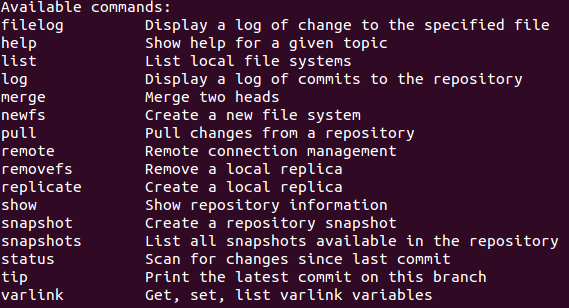 Available commands:
filelog Display a log of change to the specified file
help Show help for a given topic
list List local file systems
log Display a log of commits to the repository
merge Merge two heads
newfs Create a new file system
pull Pull changes from a repository
remote Remote connection management
removefs Remove a local replica
replicate Create a local replica
show Show repository information
snapshot Create a repository snapshot
snapshots List all snapshots available in the repository
status Scan for changes since last commit
tip Print the latest commit on this branch
varlink Get, set, list varlink variables